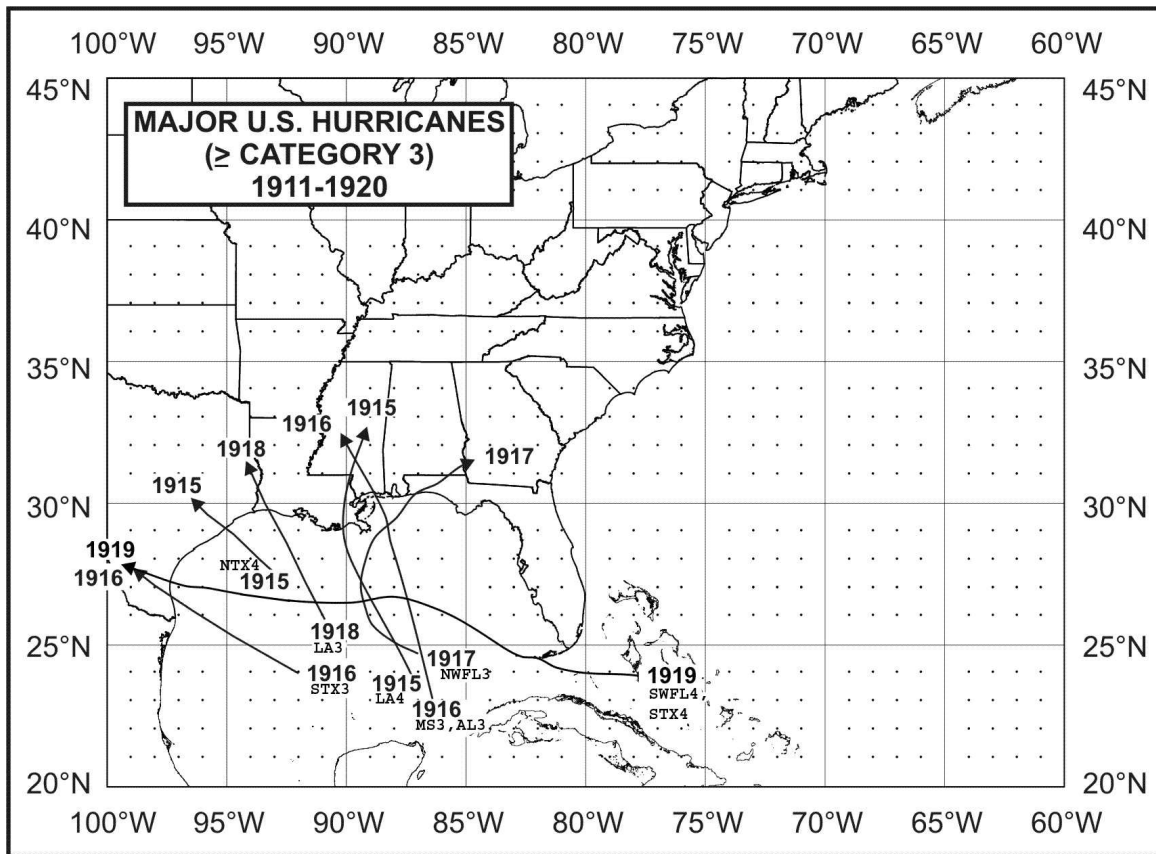 100°W 95°W 90°W 85°W 80°W 75°W 70°W 65°W 60°W
45°N 45°N
MAJOR U.S. HURRICANES
(≥ CATEGORY 3)
1911-1920
40°N 40°N
35°N 35°N
1916 1915
1918 1917
1915
30°N 30°N
1919
NTX4
1916 1915
1918
LA3
25°N 25°N
1917
NWFL3
1916
STX3
1915
LA4
1919
SWFL4,
STX4
1916
MS3,AL3
20°N 20°N
100°W 95°W 90°W 85°W 80°W 75°W 70°W 65°W 60°W